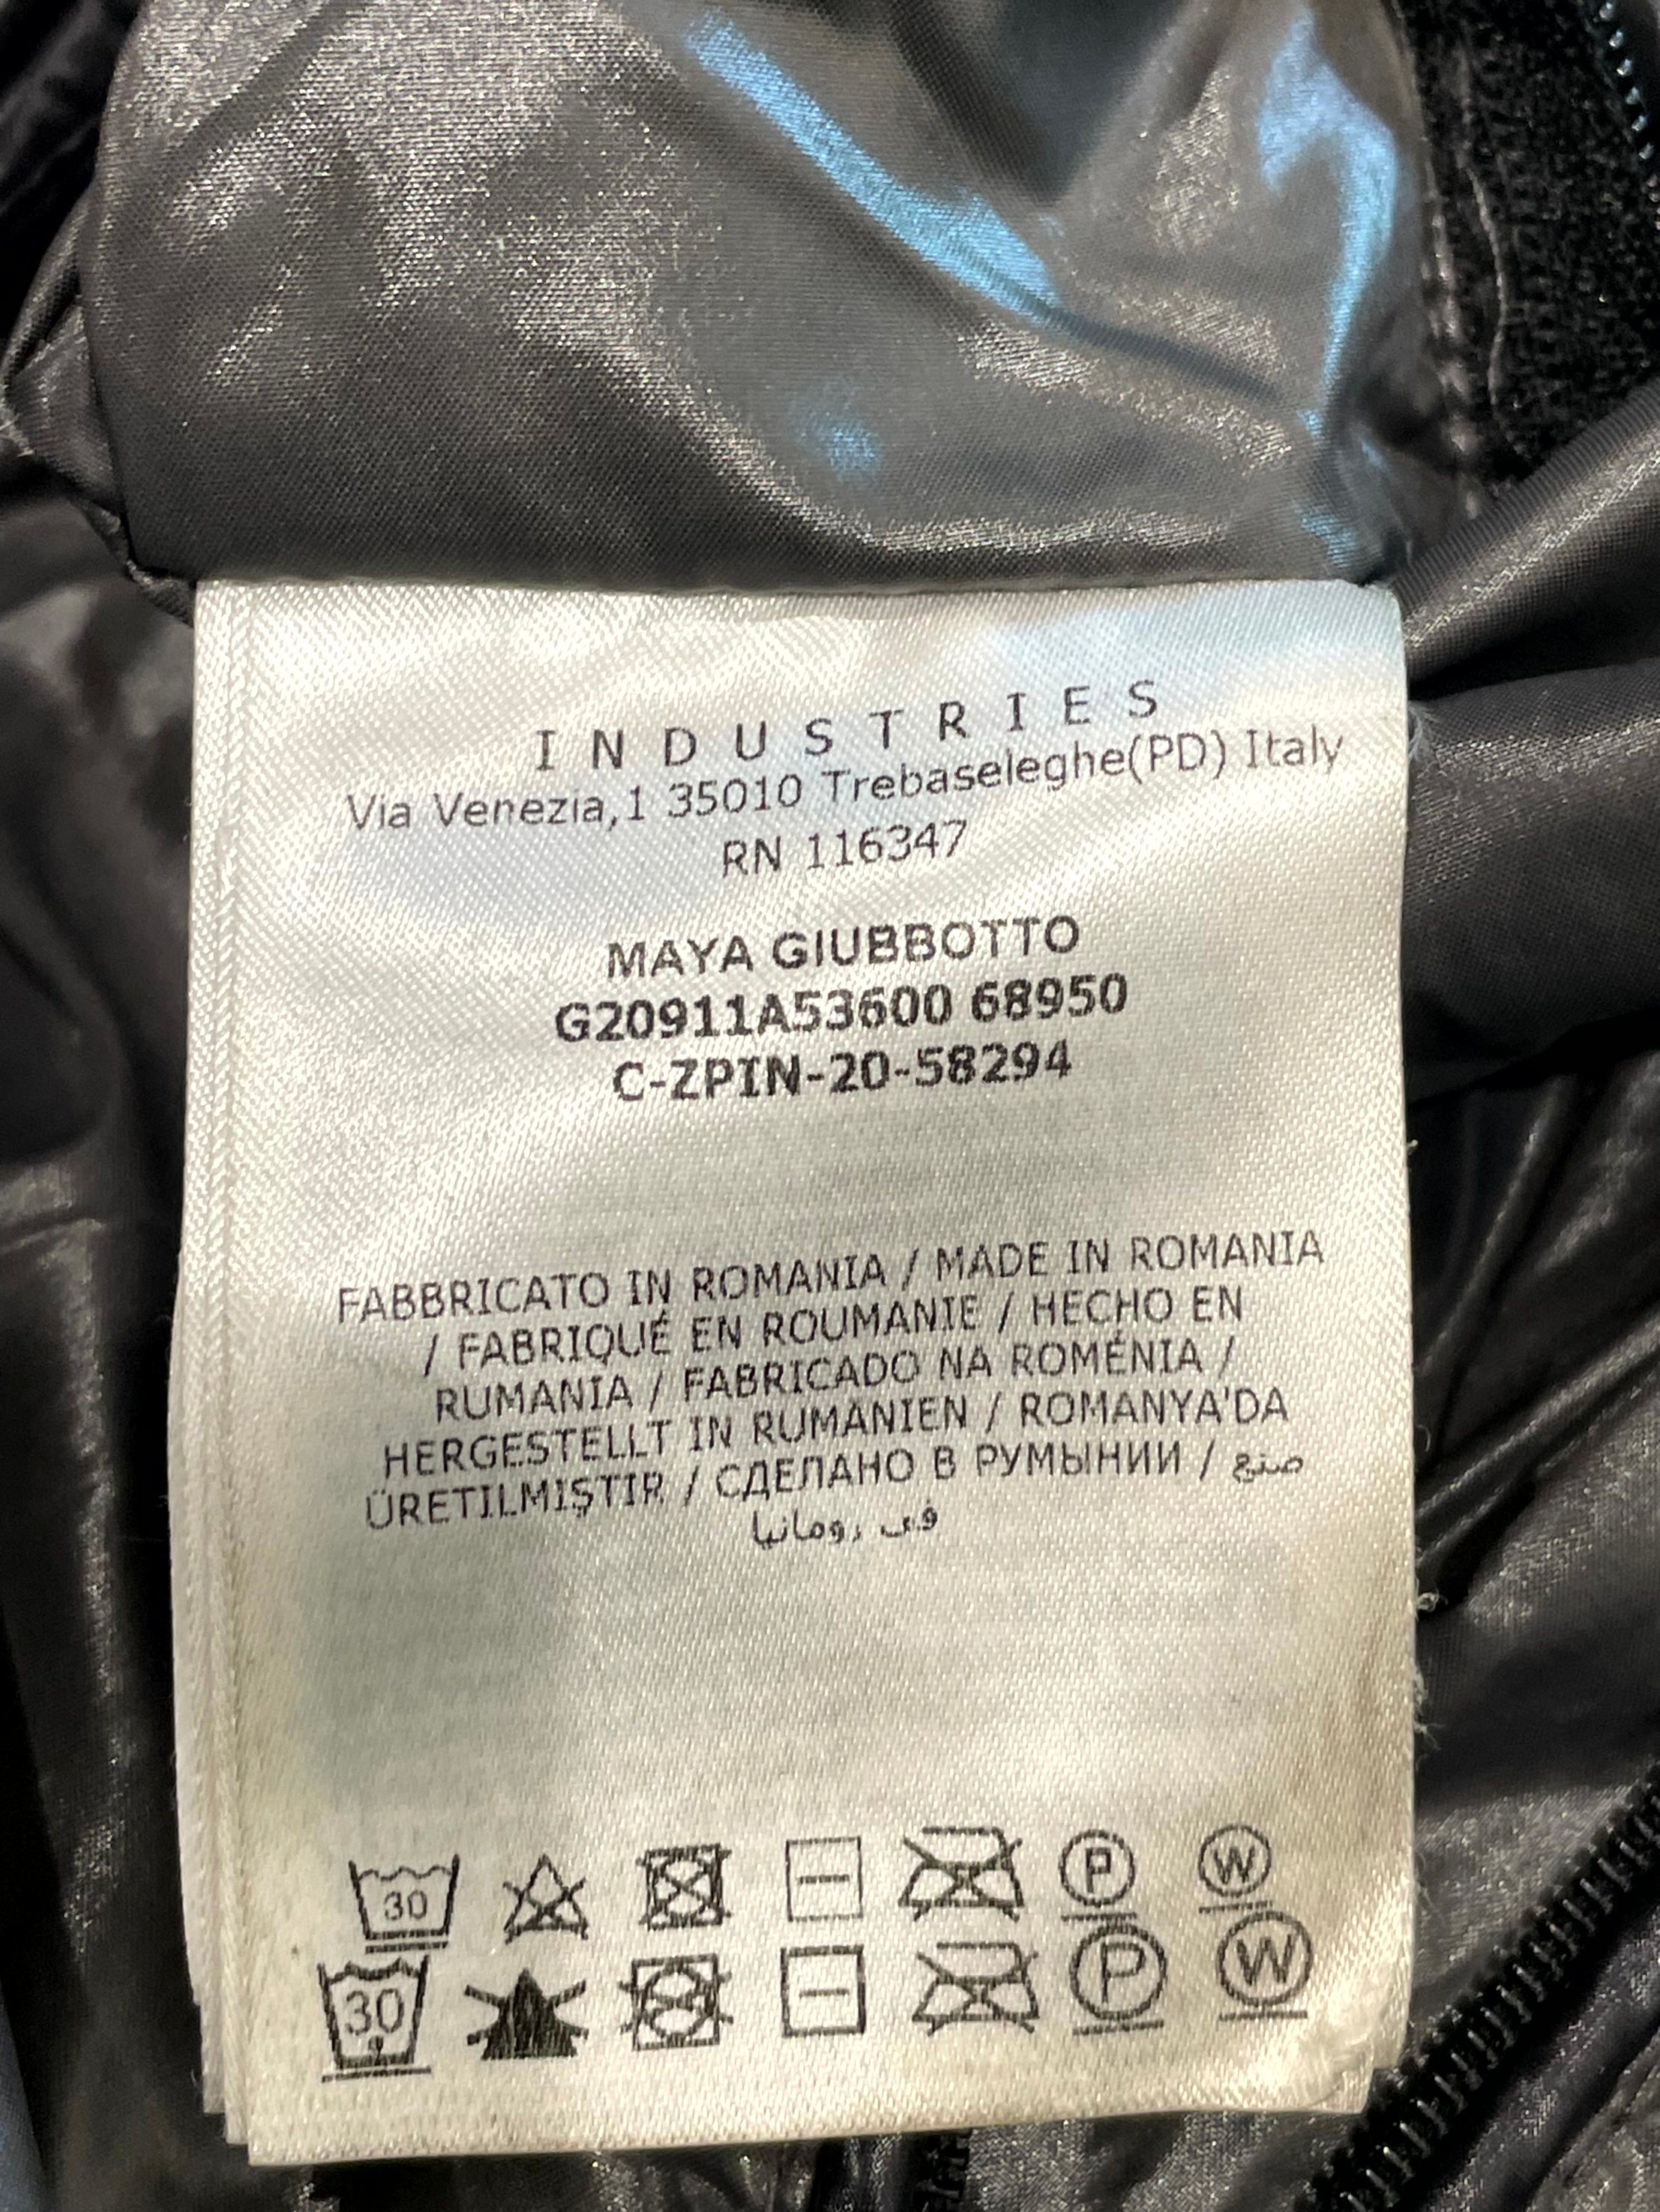 INDUSTRIES
Via Venezia,1 35010 Trebaseleghe(PD) Italy
RN 116347
MAYA GIUBBOTTO
G20911A53600 68950
C-ZPIN-20-58294
FABBRICATO IN ROMANIA / MADE IN ROMANIA
/ FABRIQUÉ EN ROUMANIE / HECHO EN
RUMANIA / FABRICADO NA ROMÉNIA /
HERGESTELLT IN RUMANIEN / ROMANYA'DA
ÜRETILMIŞTIR / СДЕЛАНО В РУМЫНИИ / صنع
في رومانيا
30 P W
30 P W